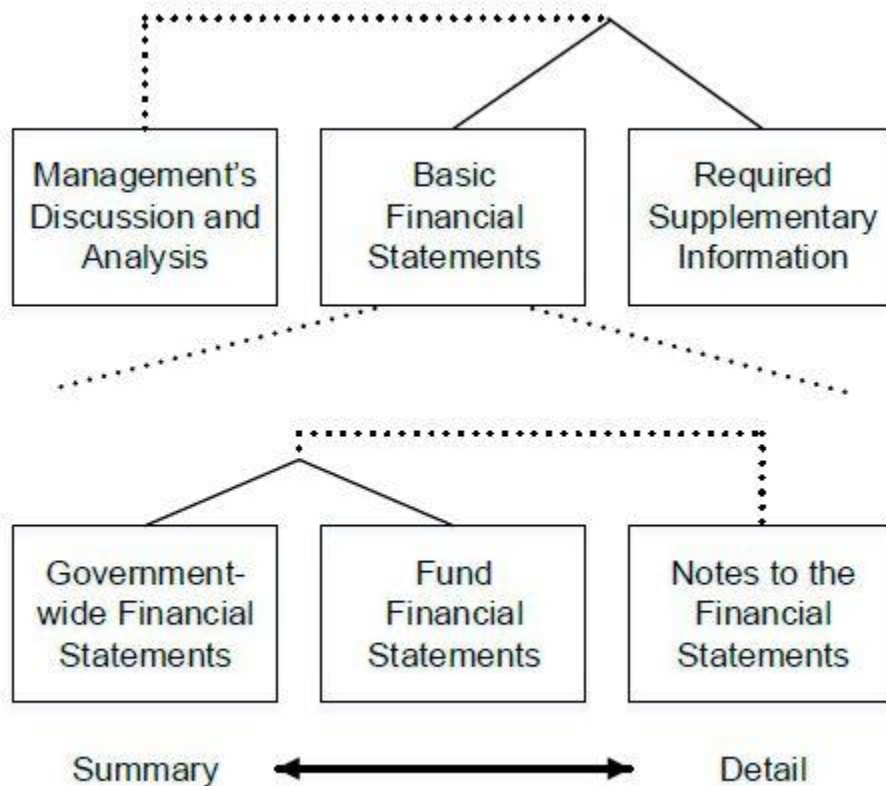 Management's
Discussion and
Analysis
Basic
Financial
Statements
Required
Supplementary
Information
Government-
wide Financial
Statements
Fund
Financial
Statements
Notes to the
Financial
Statements
Summary
Detail